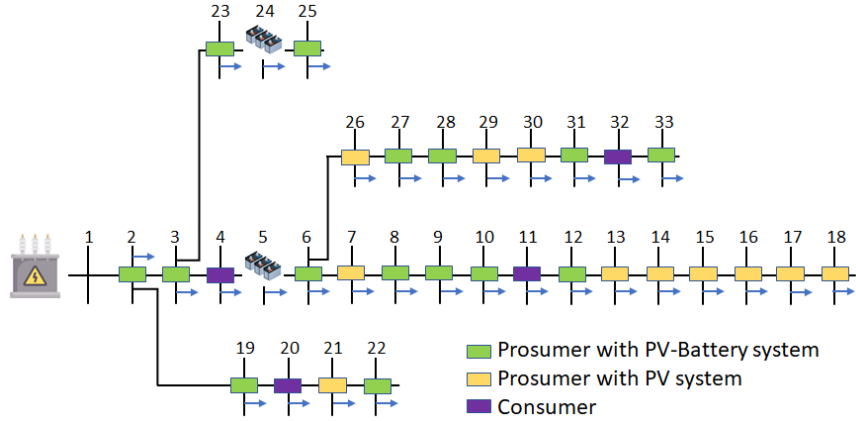 23 24 25
26 27 28 29 30 31 32 33
1 2 3 4 5 6 7 8 9 10 11 12 13 14 15 16 17 18
19 20 21 22
Prosumer with PV-Battery system
Prosumer with PV system
Consumer